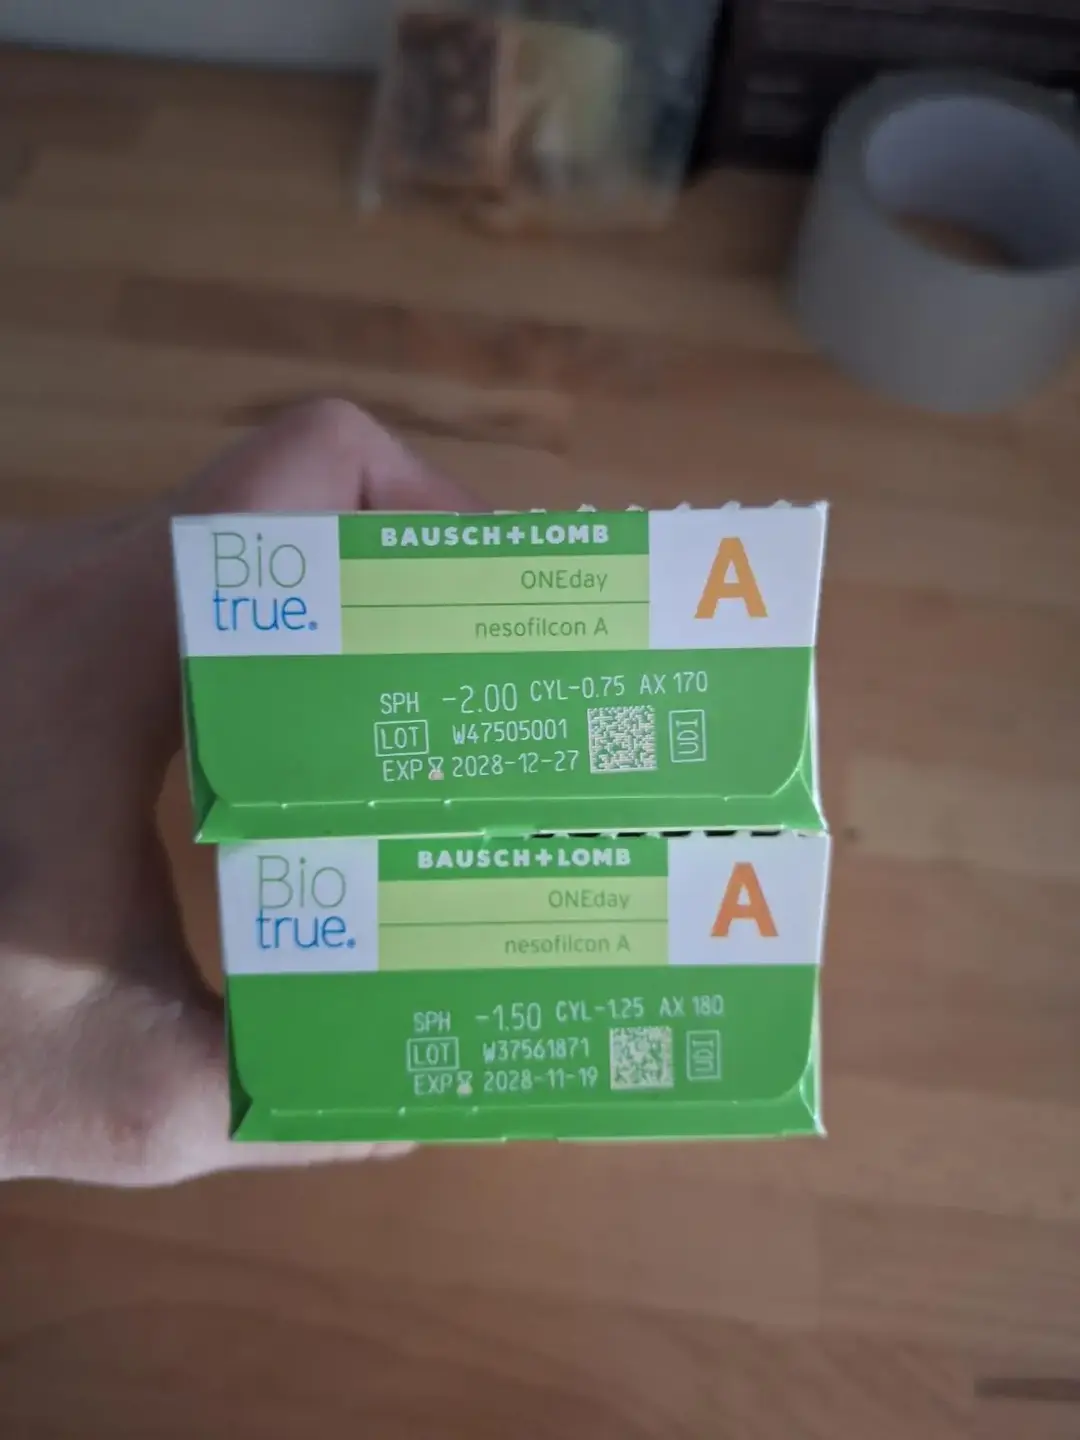 Bio
true.
BAUSCH+LOMB
ONEday
nesofilcon A
A
SPH -2.00 CYL-0.75 AX 170
LOT W47505001
UDI
EXP 2028-12-27
Bio
true.
BAUSCH+LOMB
ONEday
nesofilcon A
A
SPH -1.50 CYL-1.25 AX 180
LOT W37561871
UDI
EXP 2028-11-19